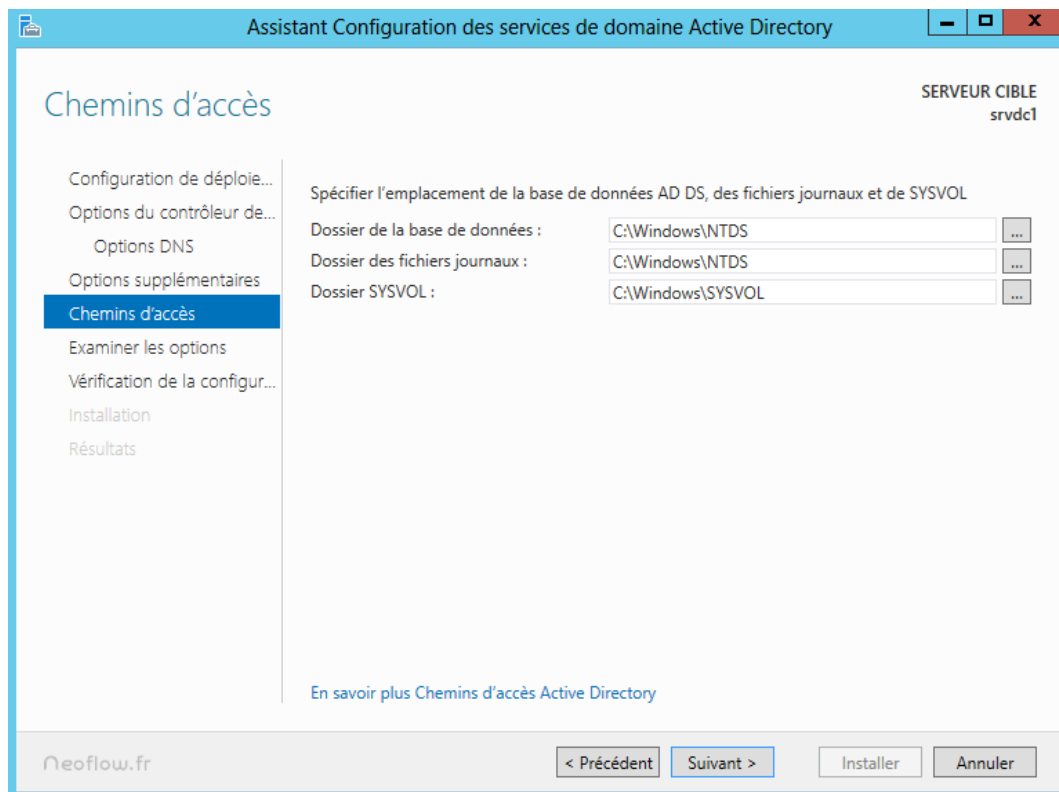 Assistant Configuration des services de domaine Active Directory
Chemins d'accès
SERVEUR CIBLE
srvdc1
Configuration de déploie...
Options du contrôleur de...
Options DNS
Options supplémentaires
Chemins d'accès
Examiner les options
Vérification de la configur...
Installation
Résultats
Spécifier l'emplacement de la base de données AD DS, des fichiers journaux et de SYSVOL
Dossier de la base de données : C:\Windows\NTDS ...
Dossier des fichiers journaux : C:\Windows\NTDS ...
Dossier SYSVOL : C:\Windows\SYSVOL ...
En savoir plus Chemins d'accès Active Directory
Neoflow.fr
< Précédent Suivant > Installer Annuler